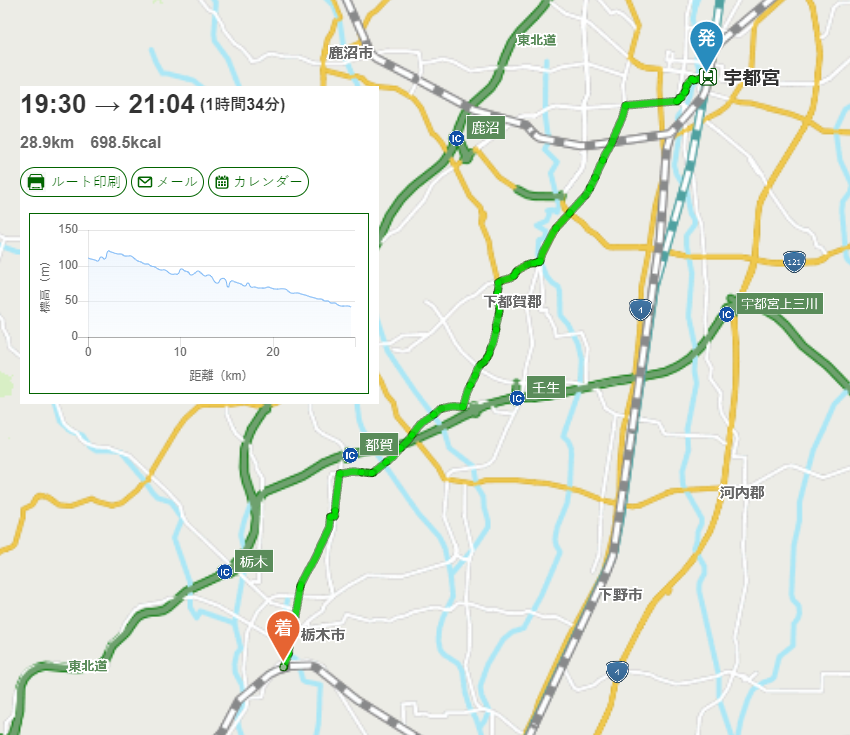 発
宇都宮
東北道
鹿沼市
19:30 → 21:04 (1時間34分)
28.9km 698.5kcal
IC 鹿沼
ルート印刷 メール カレンダー
150
100
50
0
標高（m）
0 10 20
距離（km）
121
4
下都賀郡
IC 宇都宮上三川
IC 壬生
IC 都賀
河内郡
IC 栃木
下野市
着
栃木市
東北道
4